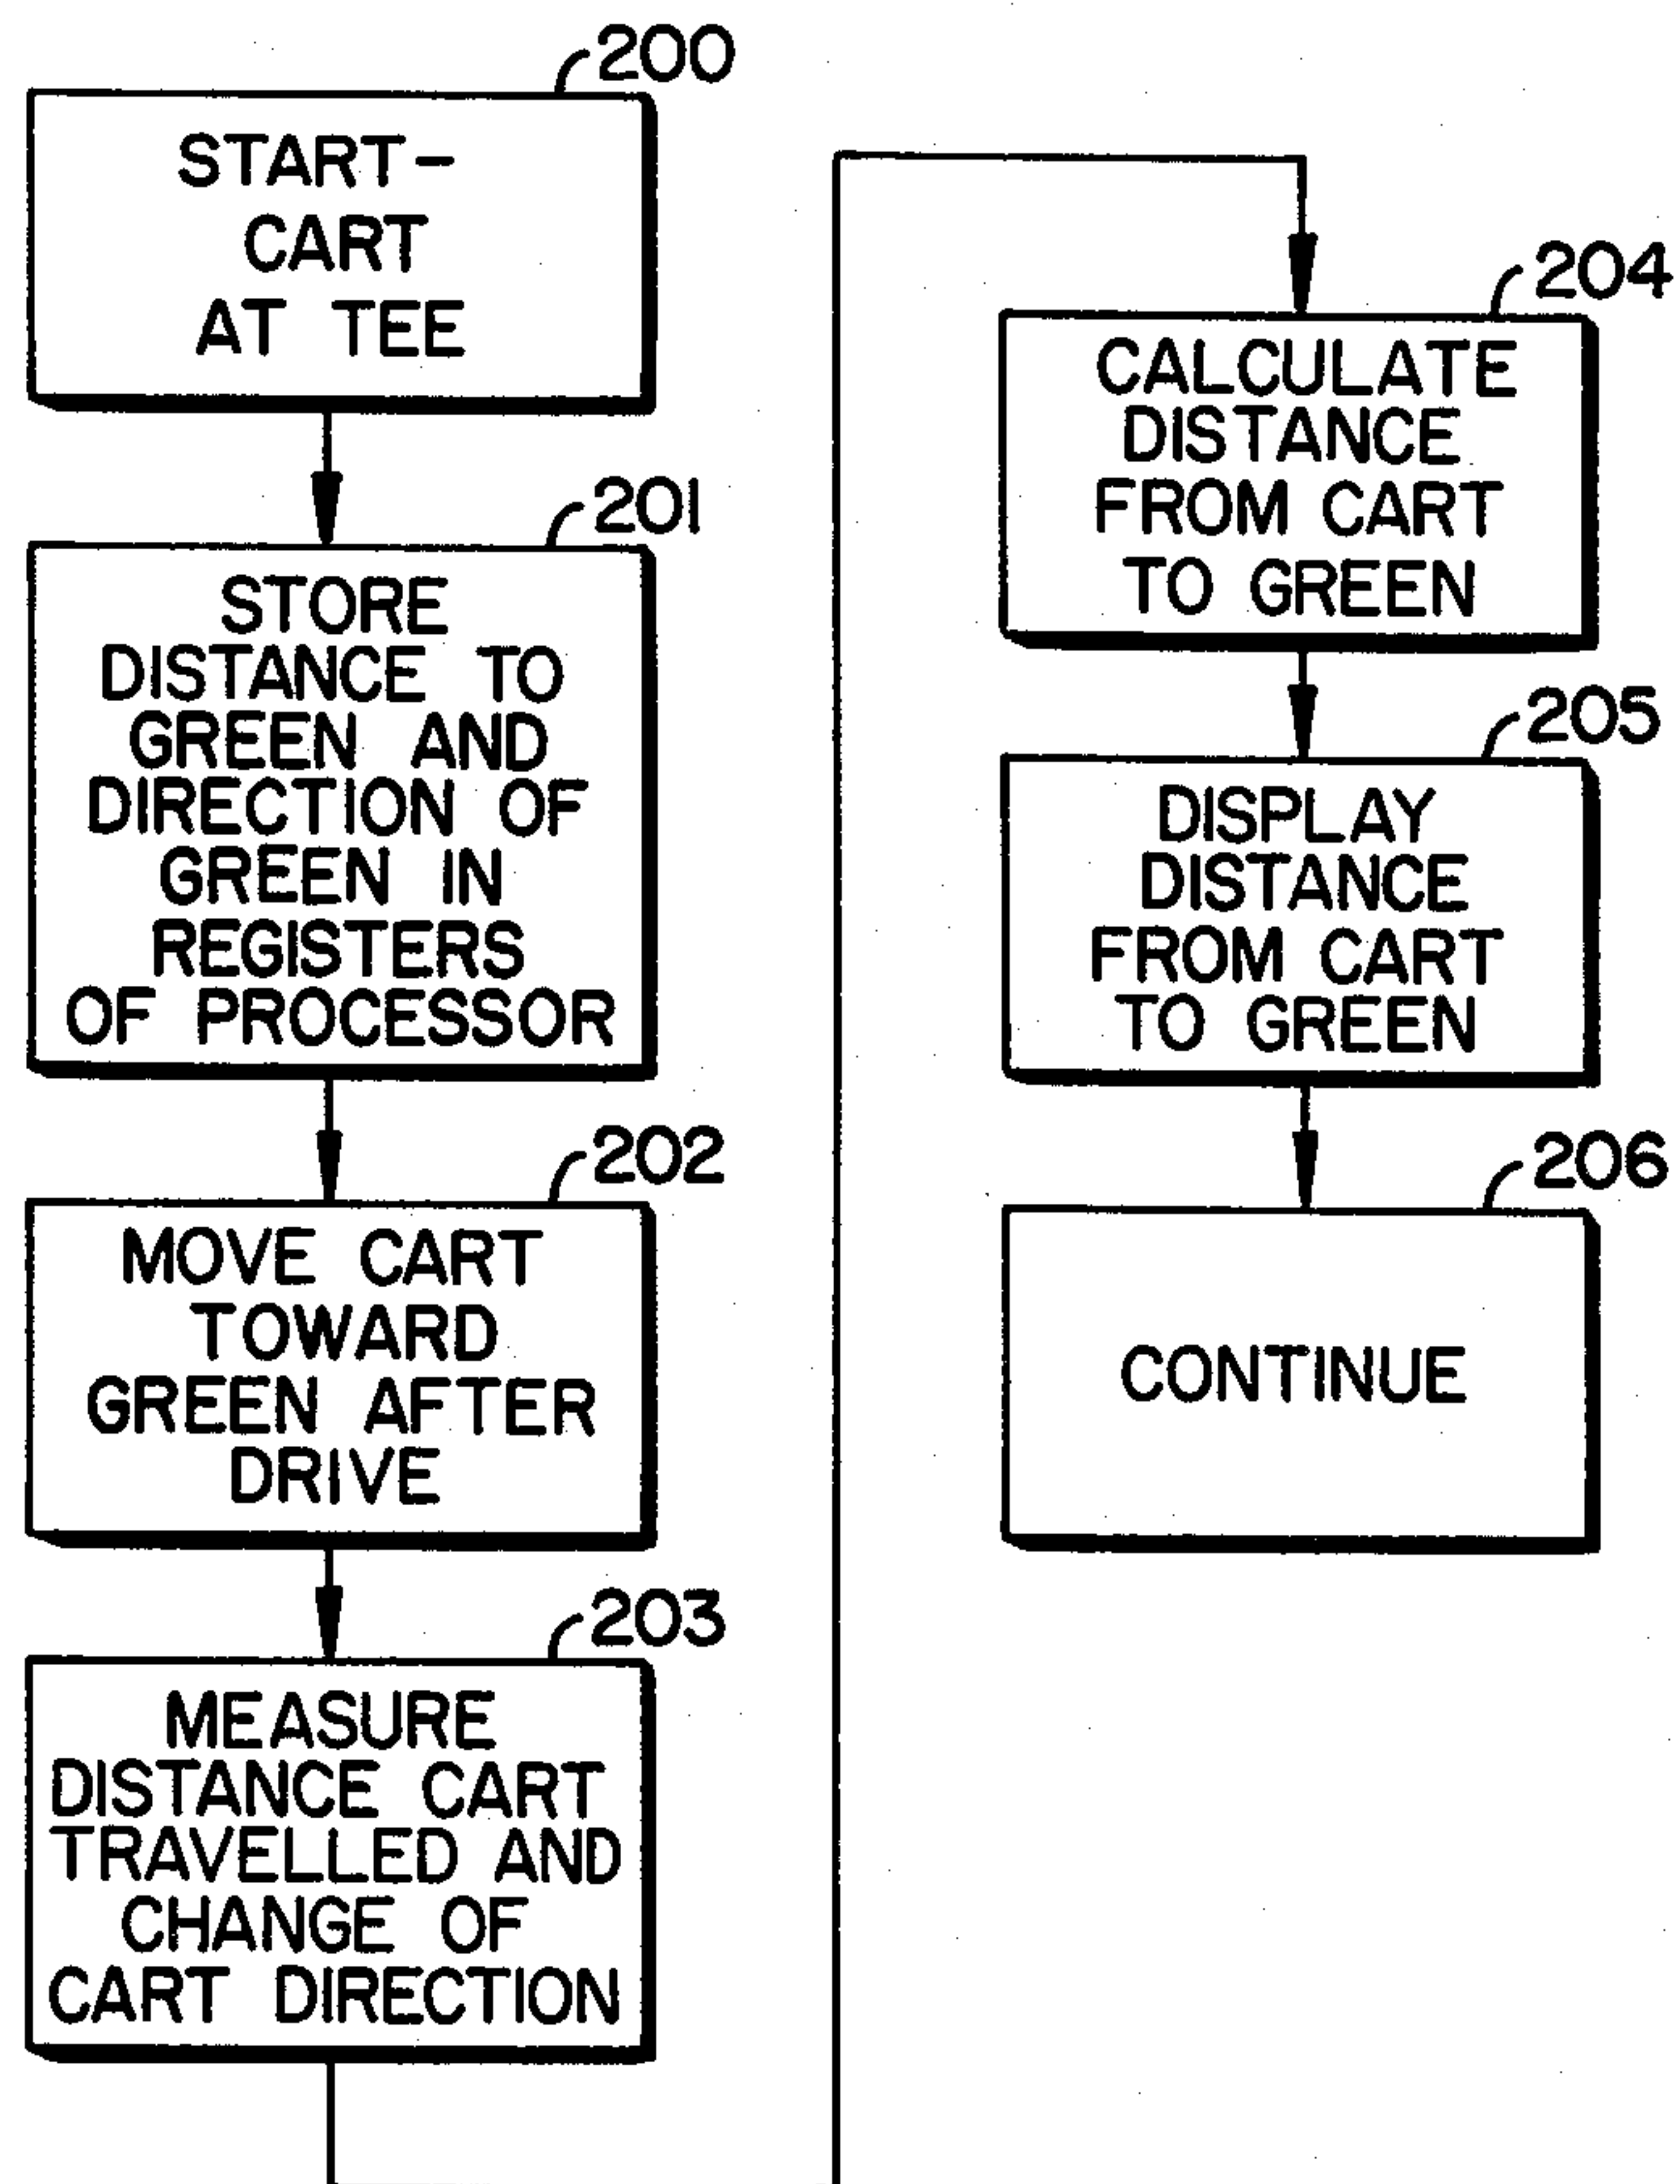 200
START-
CART
AT TEE
201
STORE
DISTANCE TO
GREEN AND
DIRECTION OF
GREEN IN
REGISTERS
OF PROCESSOR
202
MOVE CART
TOWARD
GREEN AFTER
DRIVE
203
MEASURE
DISTANCE CART
TRAVELLED AND
CHANGE OF
CART DIRECTION
204
CALCULATE
DISTANCE
FROM CART
TO GREEN
205
DISPLAY
DISTANCE
FROM CART
TO GREEN
206
CONTINUE